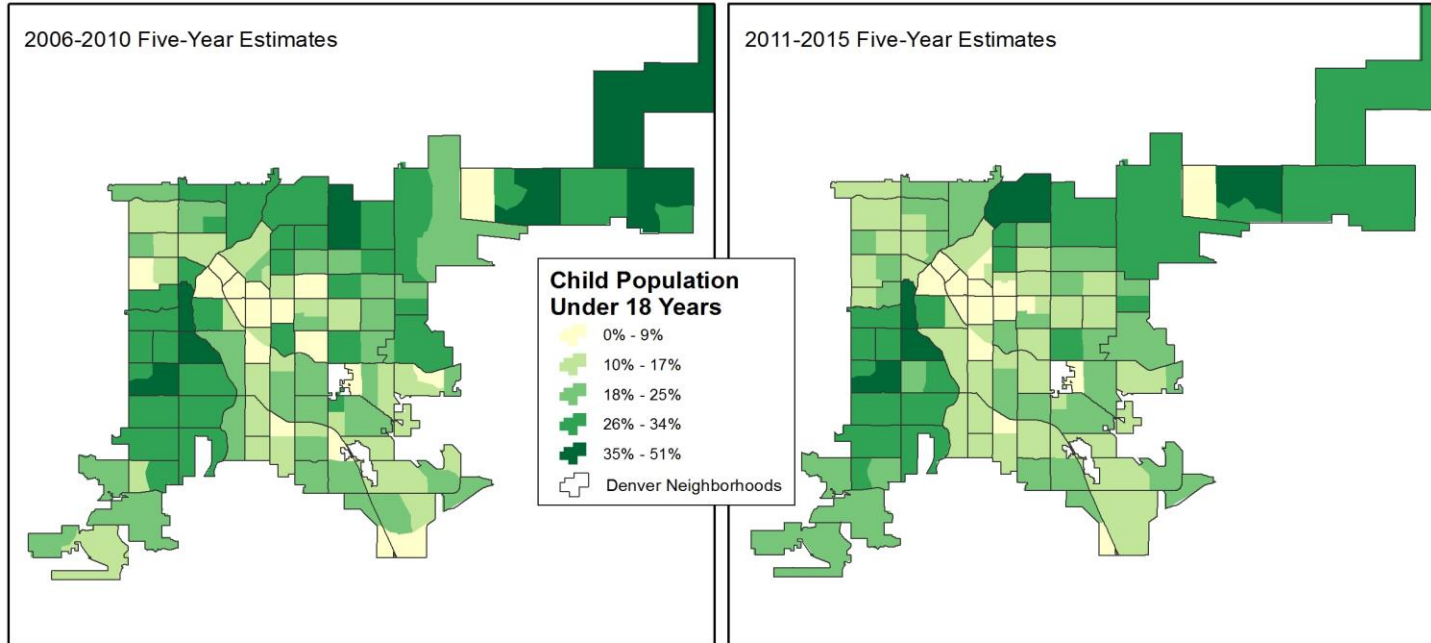 2006-2010 Five-Year Estimates
2011-2015 Five-Year Estimates
Child Population
Under 18 Years
0% - 9%
10% - 17%
18% - 25%
26% - 34%
35% - 51%
Denver Neighborhoods